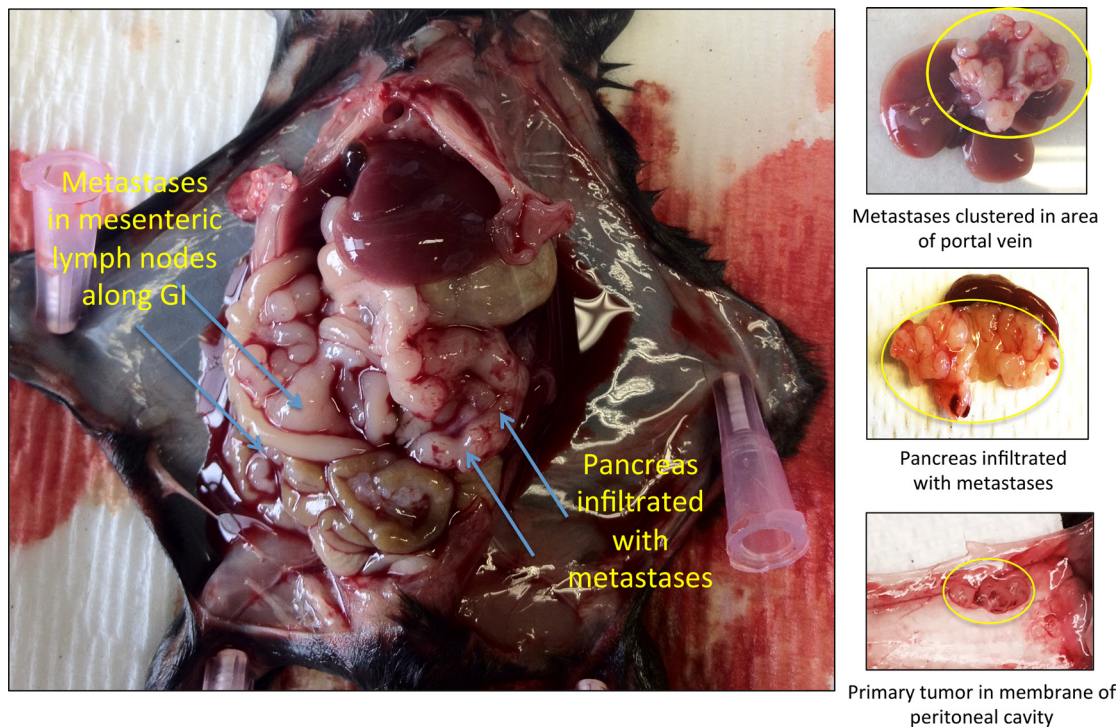 Metastases
in mesenteric
lymph nodes
along GI
Pancreas
infiltrated
with
metastases
Metastases clustered in area
of portal vein
Pancreas infiltrated
with metastases
Primary tumor in membrane of
peritoneal cavity